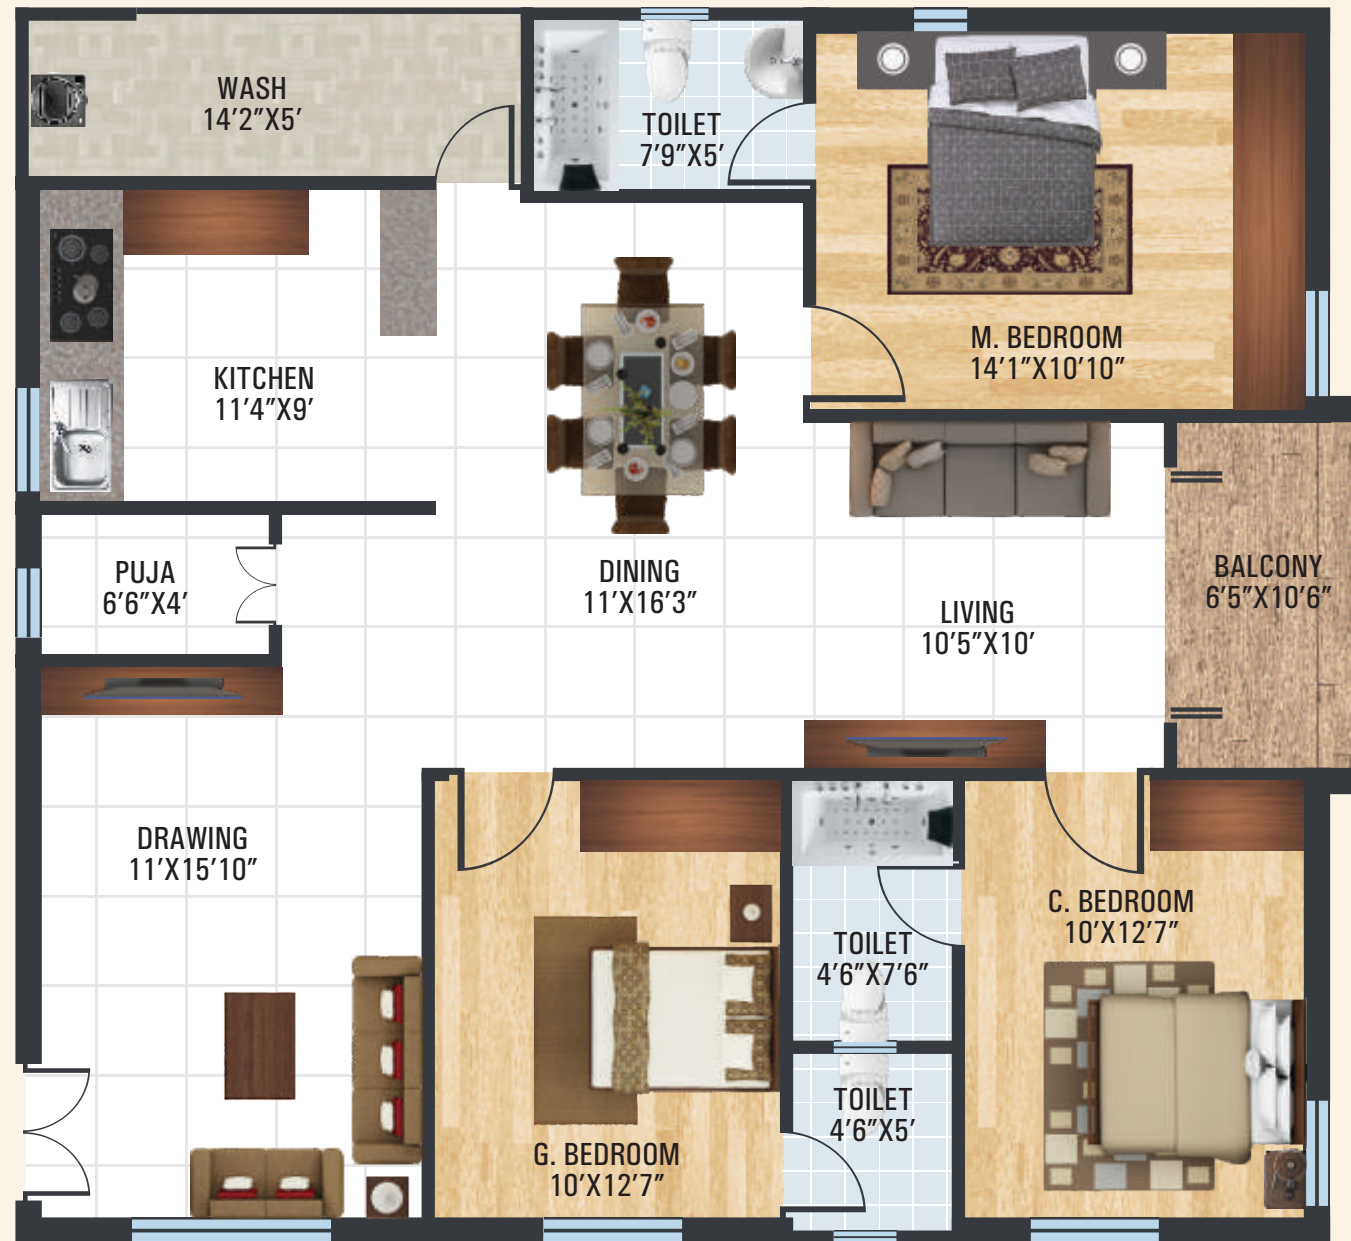 WASH
14'2"X5'
TOILET
7'9"X5'
M. BEDROOM
14'1"X10'10"
KITCHEN
11'4"X9'
PUJA
6'6"X4'
DINING
11'X16'3"
LIVING
10'5"X10'
BALCONY
6'5"X10'6"
DRAWING
11'X15'10"
C. BEDROOM
10'X12'7"
TOILET
4'6"X7'6"
TOILET
4'6"X5'
G. BEDROOM
10'X12'7"